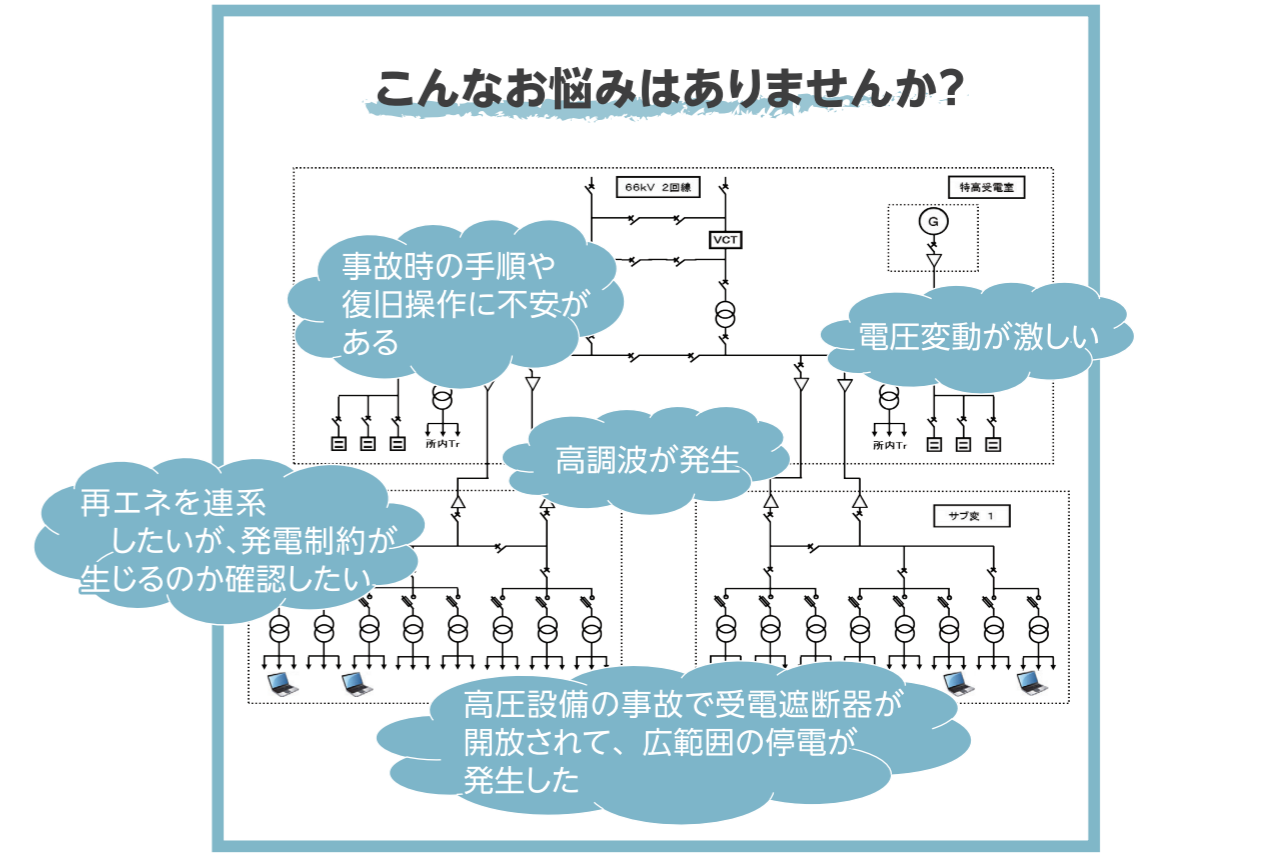 こんなお悩みはありませんか？
66kV 2回線
特高受電室
G
VCT
事故時の手順や
復旧操作に不安が
ある
電圧変動が激しい
所内Tr
所内Tr
高調波が発生
再エネを連系
したいが、発電制約が
生じるのか確認したい
サブ変 1
高圧設備の事故で受電遮断器が
開放されて、広範囲の停電が
発生した